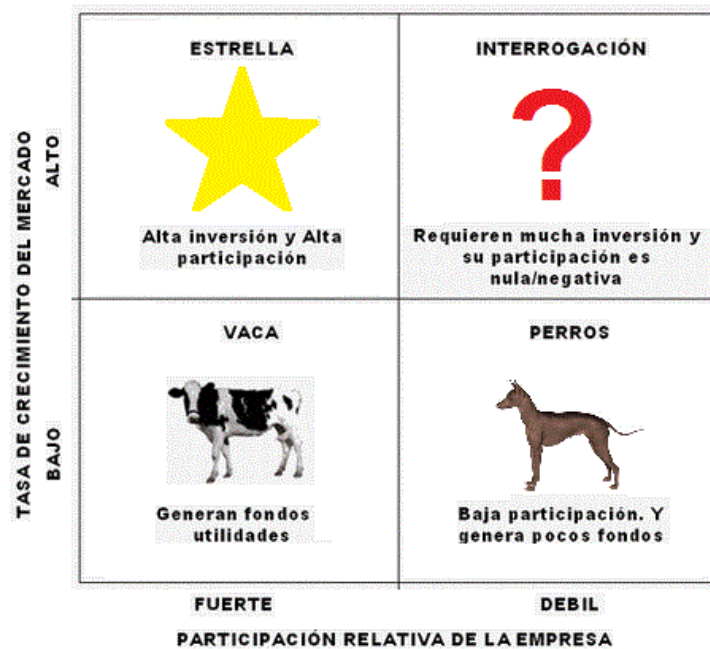 ESTRELLA
INTERROGACIÓN
?
Alta inversión y Alta
participación
Requieren mucha inversión y
su participación es
nula/negativa
VACA
PERROS
Generan fondos
utilidades
Baja participación. Y
genera pocos fondos
TASA DE CRECIMIENTO DEL MERCADO
ALTO
BAJO
FUERTE
DEBIL
PARTICIPACIÓN RELATIVA DE LA EMPRESA